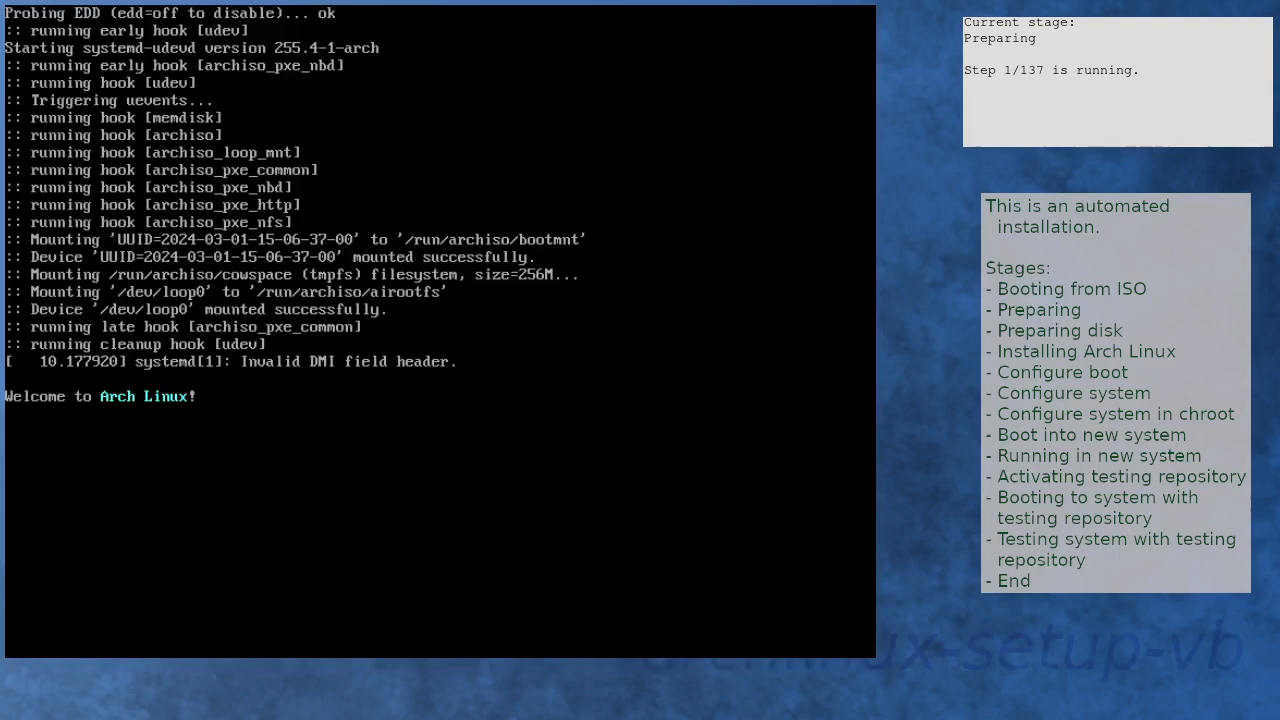 Probing EDD (edd=off to disable)... ok
:: running early hook [udev]
Starting systemd-udevd version 255.4-1-arch
:: running early hook [archiso_pxe_nbd]
:: running hook [udev]
:: Triggering uevents...
:: running hook [memdisk]
:: running hook [archiso]
:: running hook [archiso_loop_mnt]
:: running hook [archiso_pxe_common]
:: running hook [archiso_pxe_nbd]
:: running hook [archiso_pxe_http]
:: running hook [archiso_pxe_nfs]
:: Mounting 'UUID=2024-03-01-15-06-37-00' to '/run/archiso/bootmnt'
:: Device 'UUID=2024-03-01-15-06-37-00' mounted successfully.
:: Mounting /run/archiso/cowspace (tmpfs) filesystem, size=256M...
:: Mounting '/dev/loop0' to '/run/archiso/airootfs'
:: Device '/dev/loop0' mounted successfully.
:: running late hook [archiso_pxe_common]
:: running cleanup hook [udev]
[   10.177920] systemd[1]: Invalid DMI field header.
Welcome to Arch Linux!
Current stage:
Preparing
Step 1/137 is running.
This is an automated
installation.
Stages:
- Booting from ISO
- Preparing
- Preparing disk
- Installing Arch Linux
- Configure boot
- Configure system
- Configure system in chroot
- Boot into new system
- Running in new system
- Activating testing repository
- Booting to system with
testing repository
- Testing system with testing
repository
- End